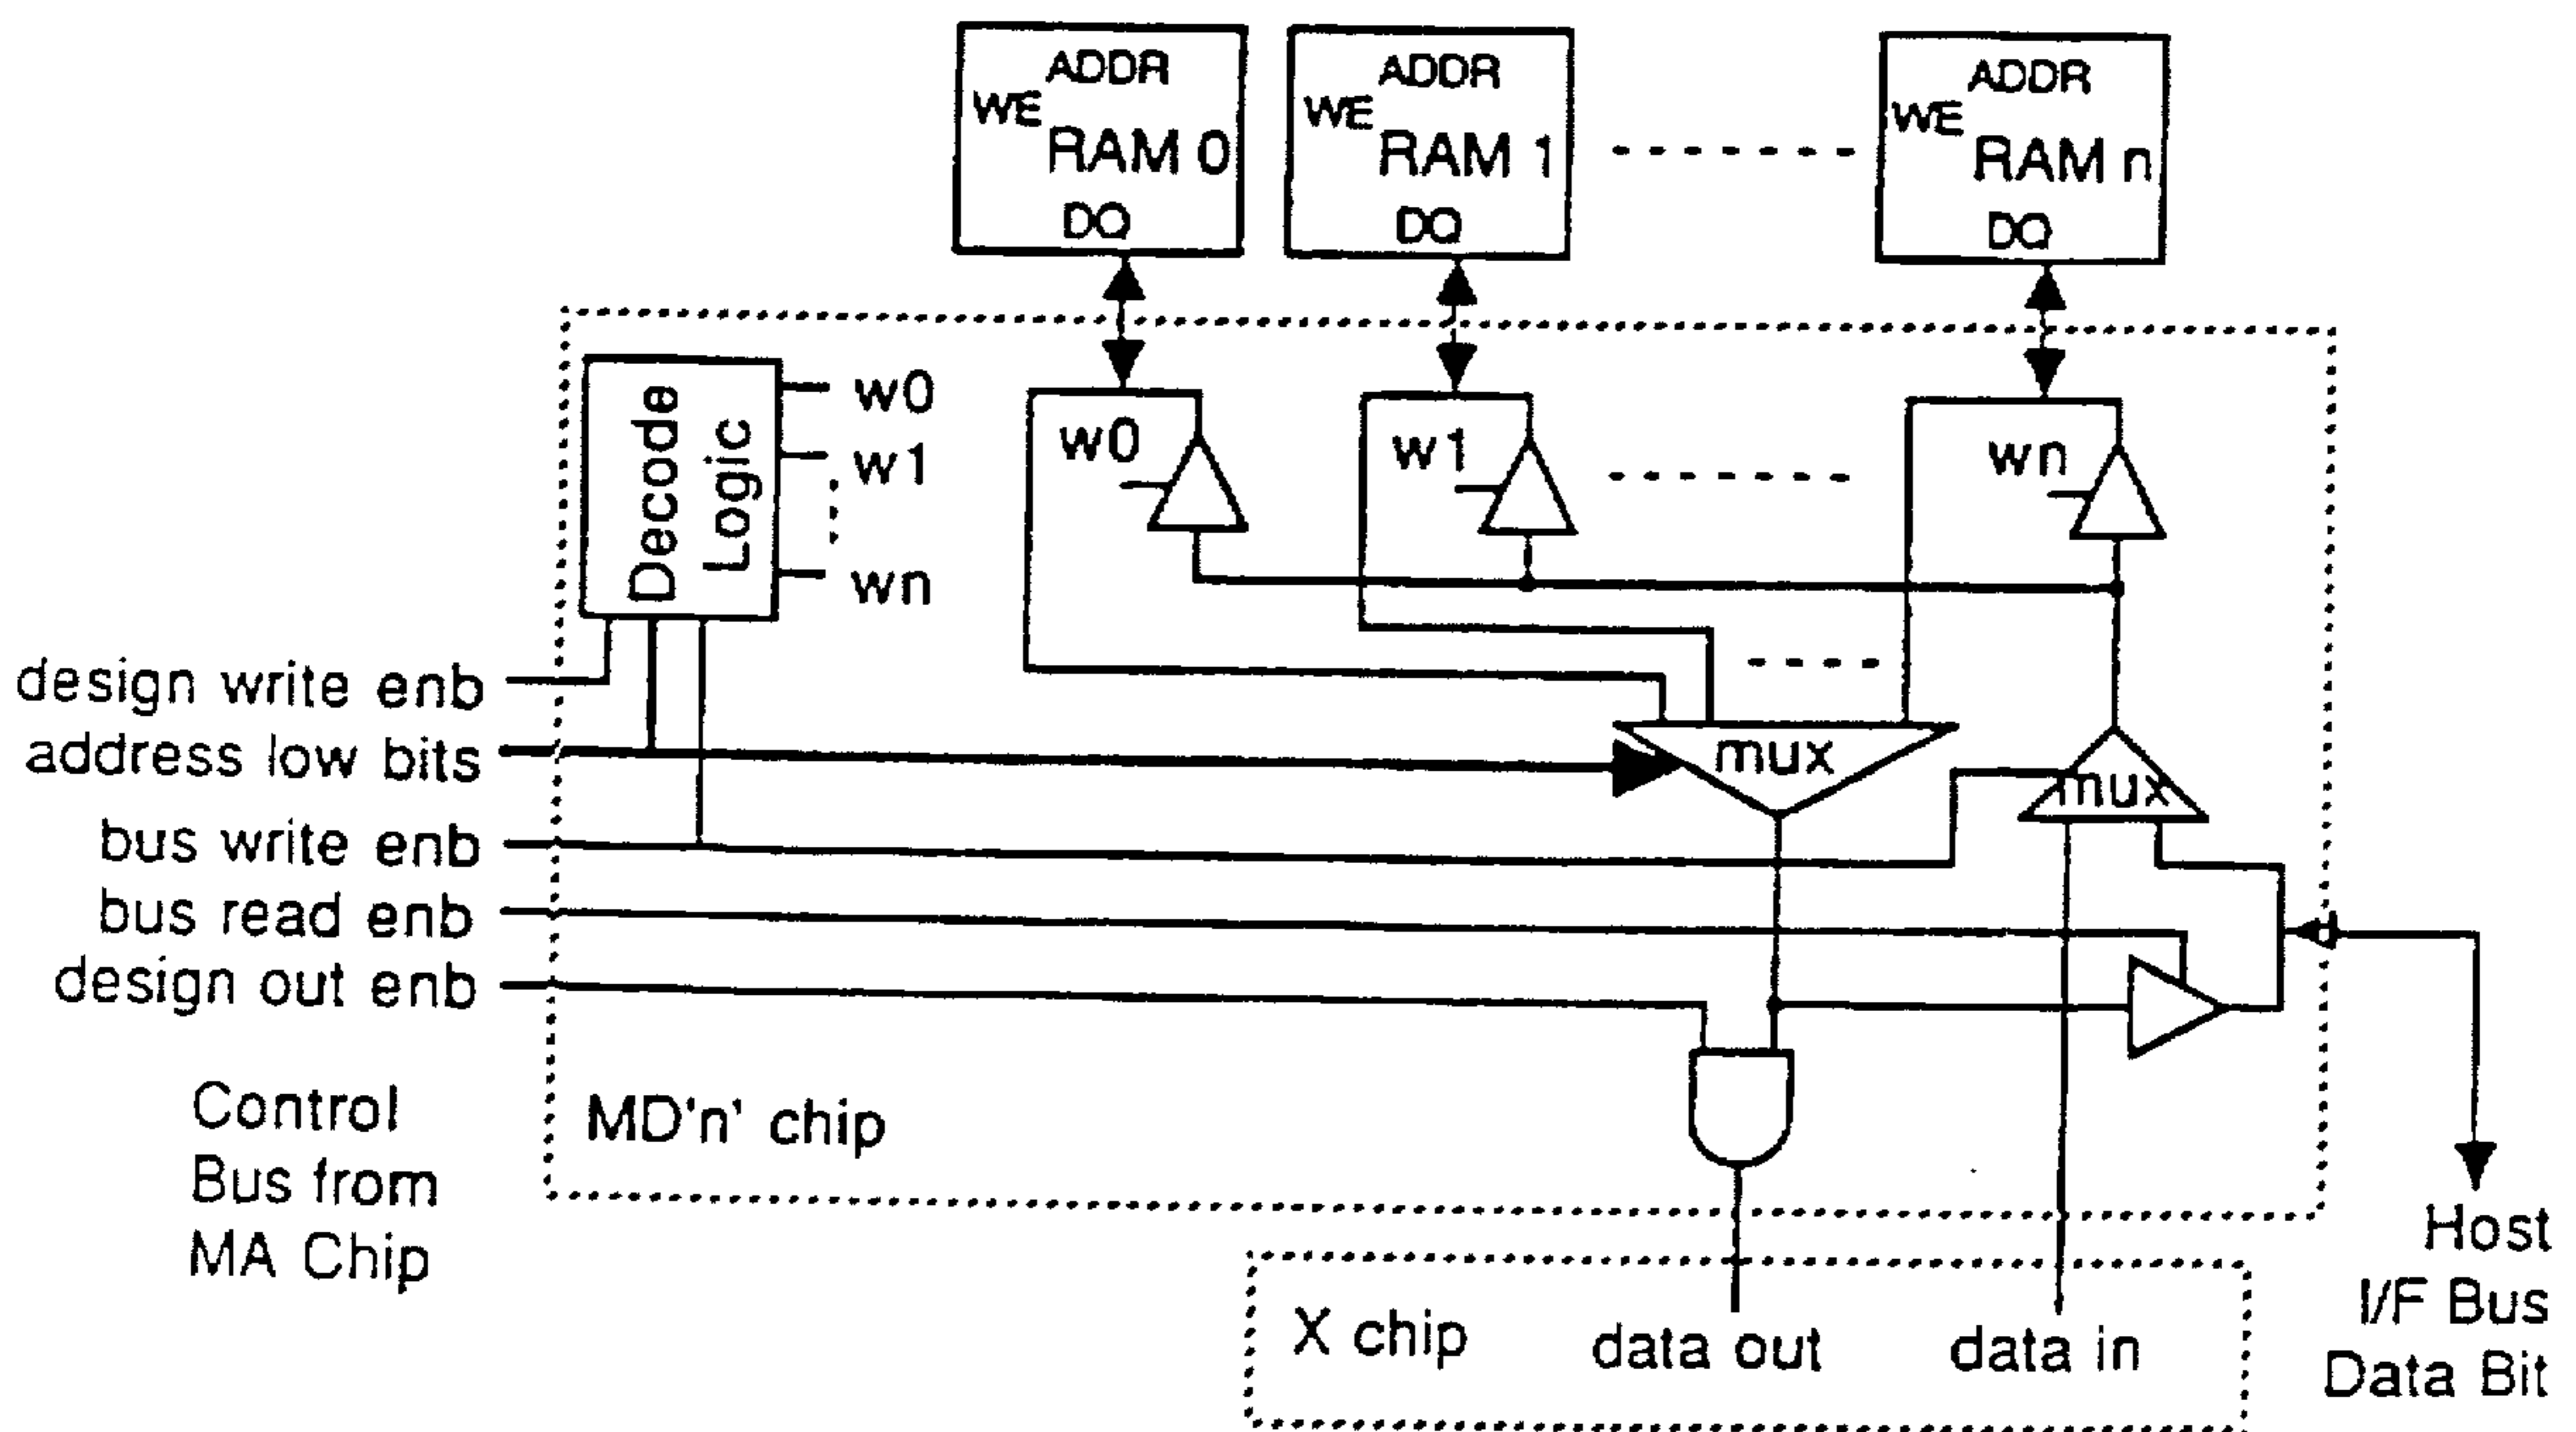 ADDR
WE
RAM 0
DQ
ADDR
WE
RAM 1
DQ
ADDR
WE
RAM n
DQ
Decode
Logic
w0
w1
wn
w0
w1
wn
design write enb
address low bits
bus write enb
bus read enb
design out enb
mux
mux
Control
Bus from
MA Chip
MD'n' chip
X chip
data out
data in
Host
I/F Bus
Data Bit